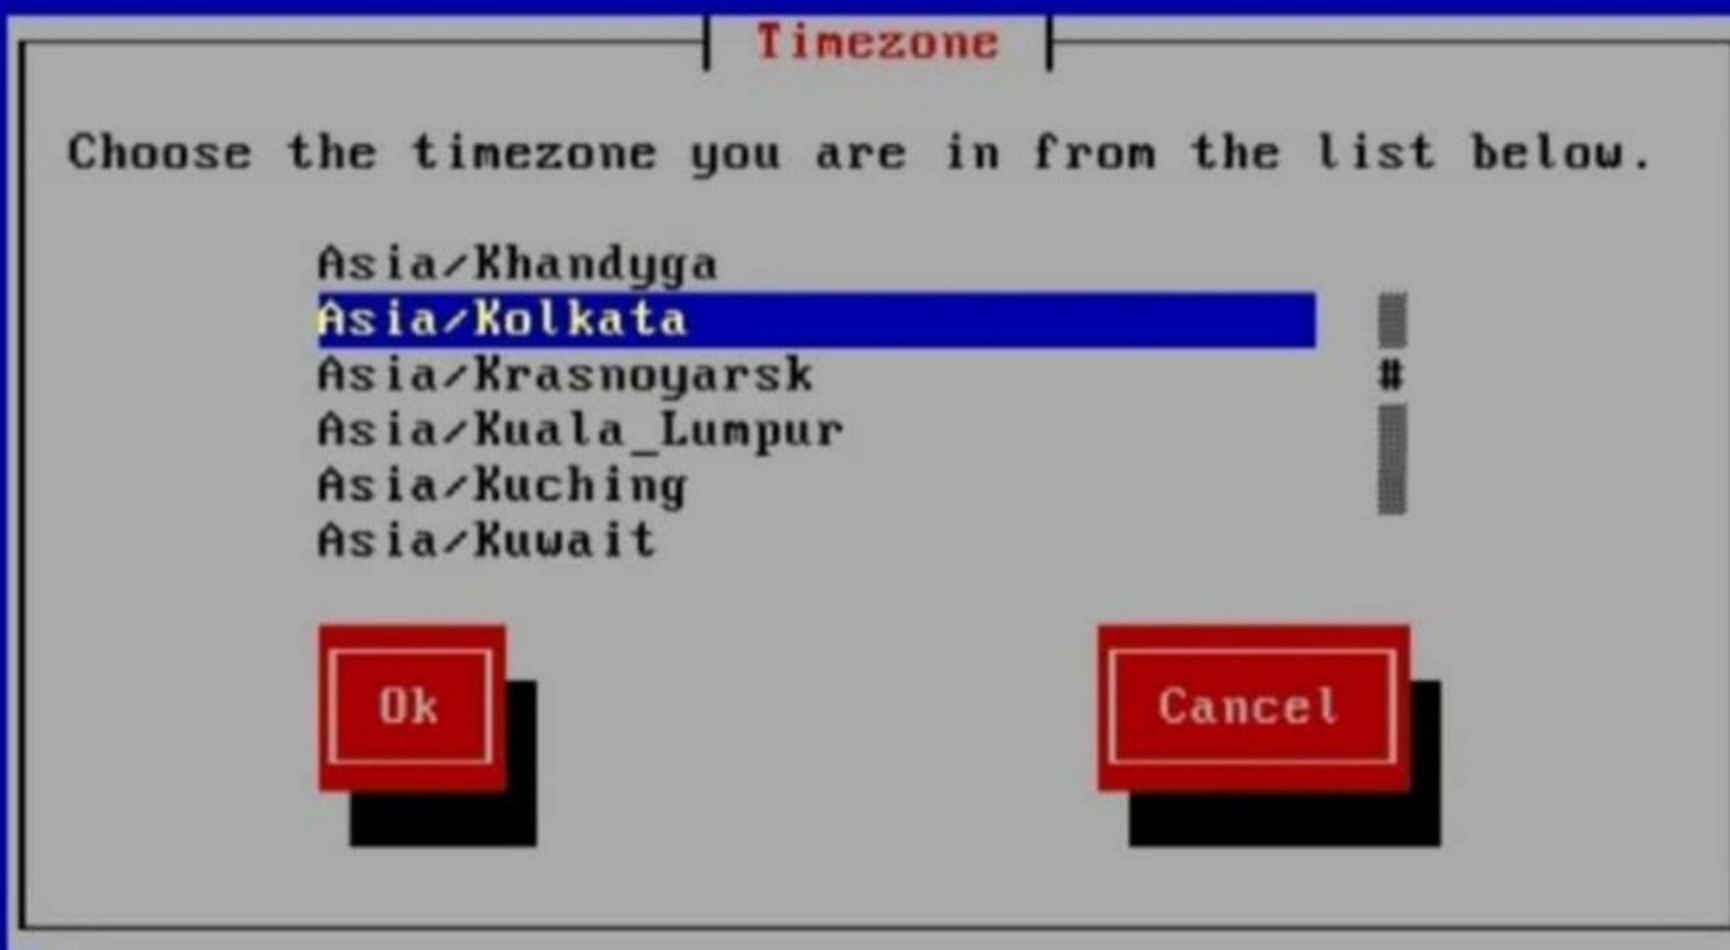 Timezone
Choose the timezone you are in from the list below.
Asia/Khandyga
Asia/Kolkata
Asia/Krasnoyarsk
#
Asia/Kuala_Lumpur
Asia/Kuching
Asia/Kuwait
Ok
Cancel